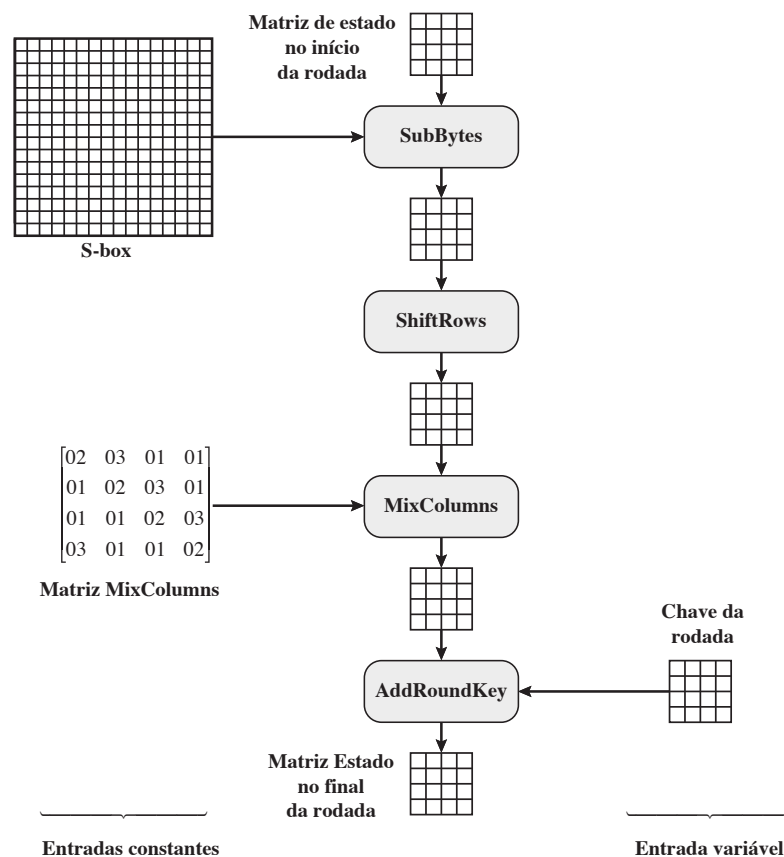 Matriz de estado
no início
da rodada
SubBytes
S-box
ShiftRows
02 03 01 01
01 02 03 01
01 01 02 03
03 01 01 02
MixColumns
Matriz MixColumns
Chave da
rodada
AddRoundKey
Matriz Estado
no final
da rodada
Entradas constantes
Entrada variável